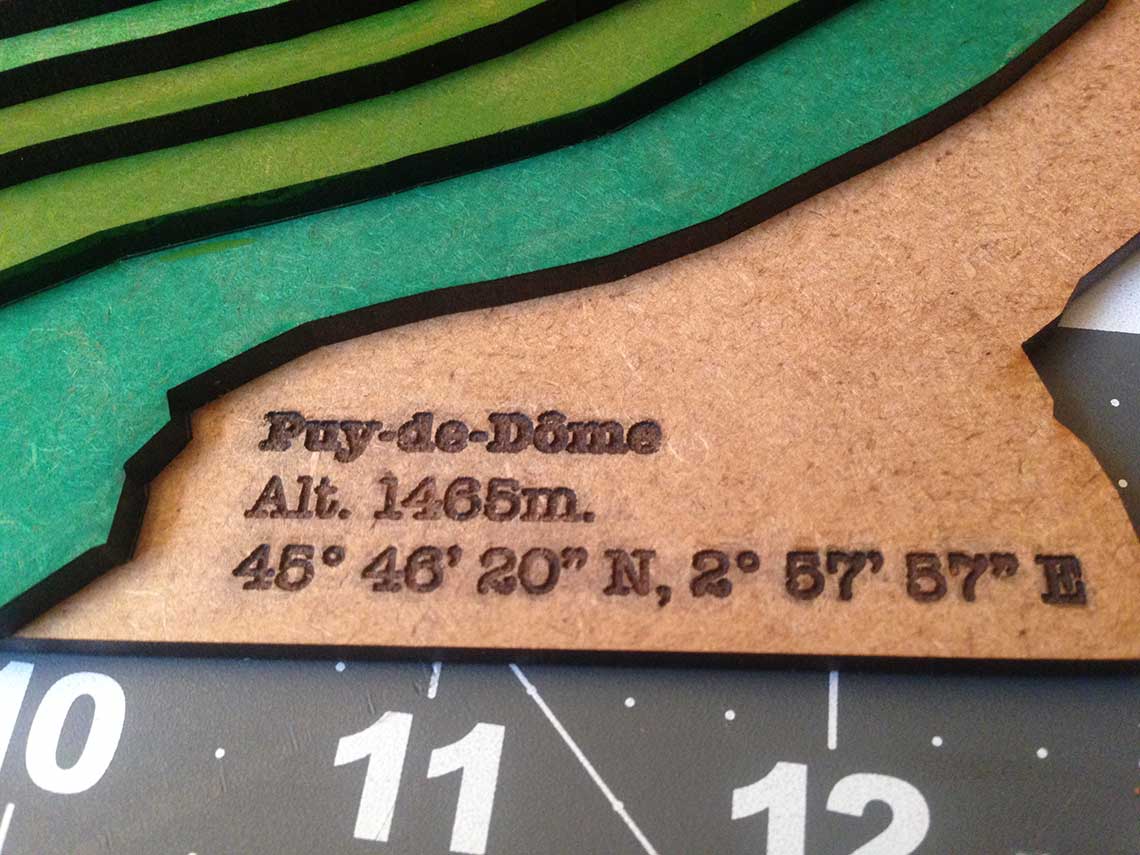 Puy-de-Dôme
Alt. 1465m.
45° 46’ 20” N, 2° 57’ 57” E
10 11 12